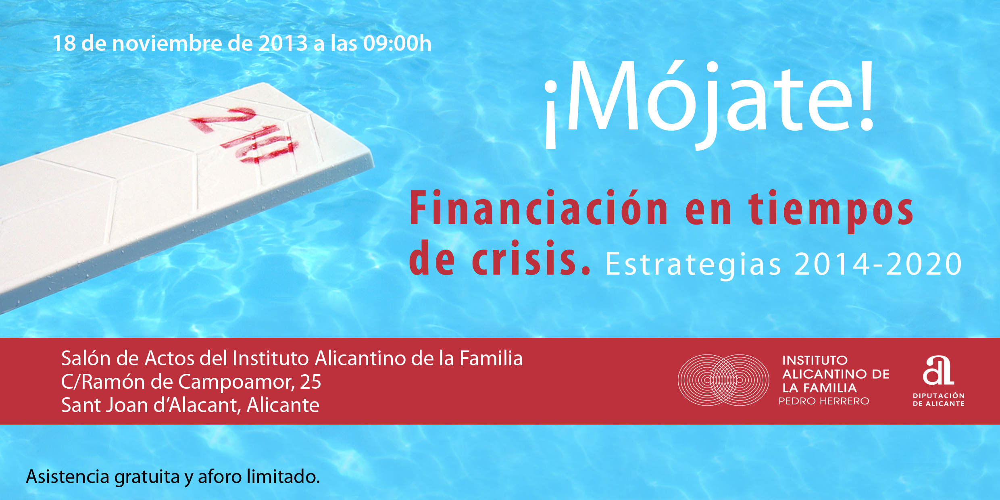 18 de noviembre de 2013 a las 09:00h
¡Mójate!
210
Financiación en tiempos
de crisis. Estrategias 2014-2020
Salón de Actos del Instituto Alicantino de la Familia
C/Ramón de Campoamor, 25
Sant Joan d’Alacant, Alicante
INSTITUTO
ALICANTINO DE
LA FAMILIA
PEDRO HERRERO
DIPUTACIÓN
DE ALICANTE
Asistencia gratuita y aforo limitado.